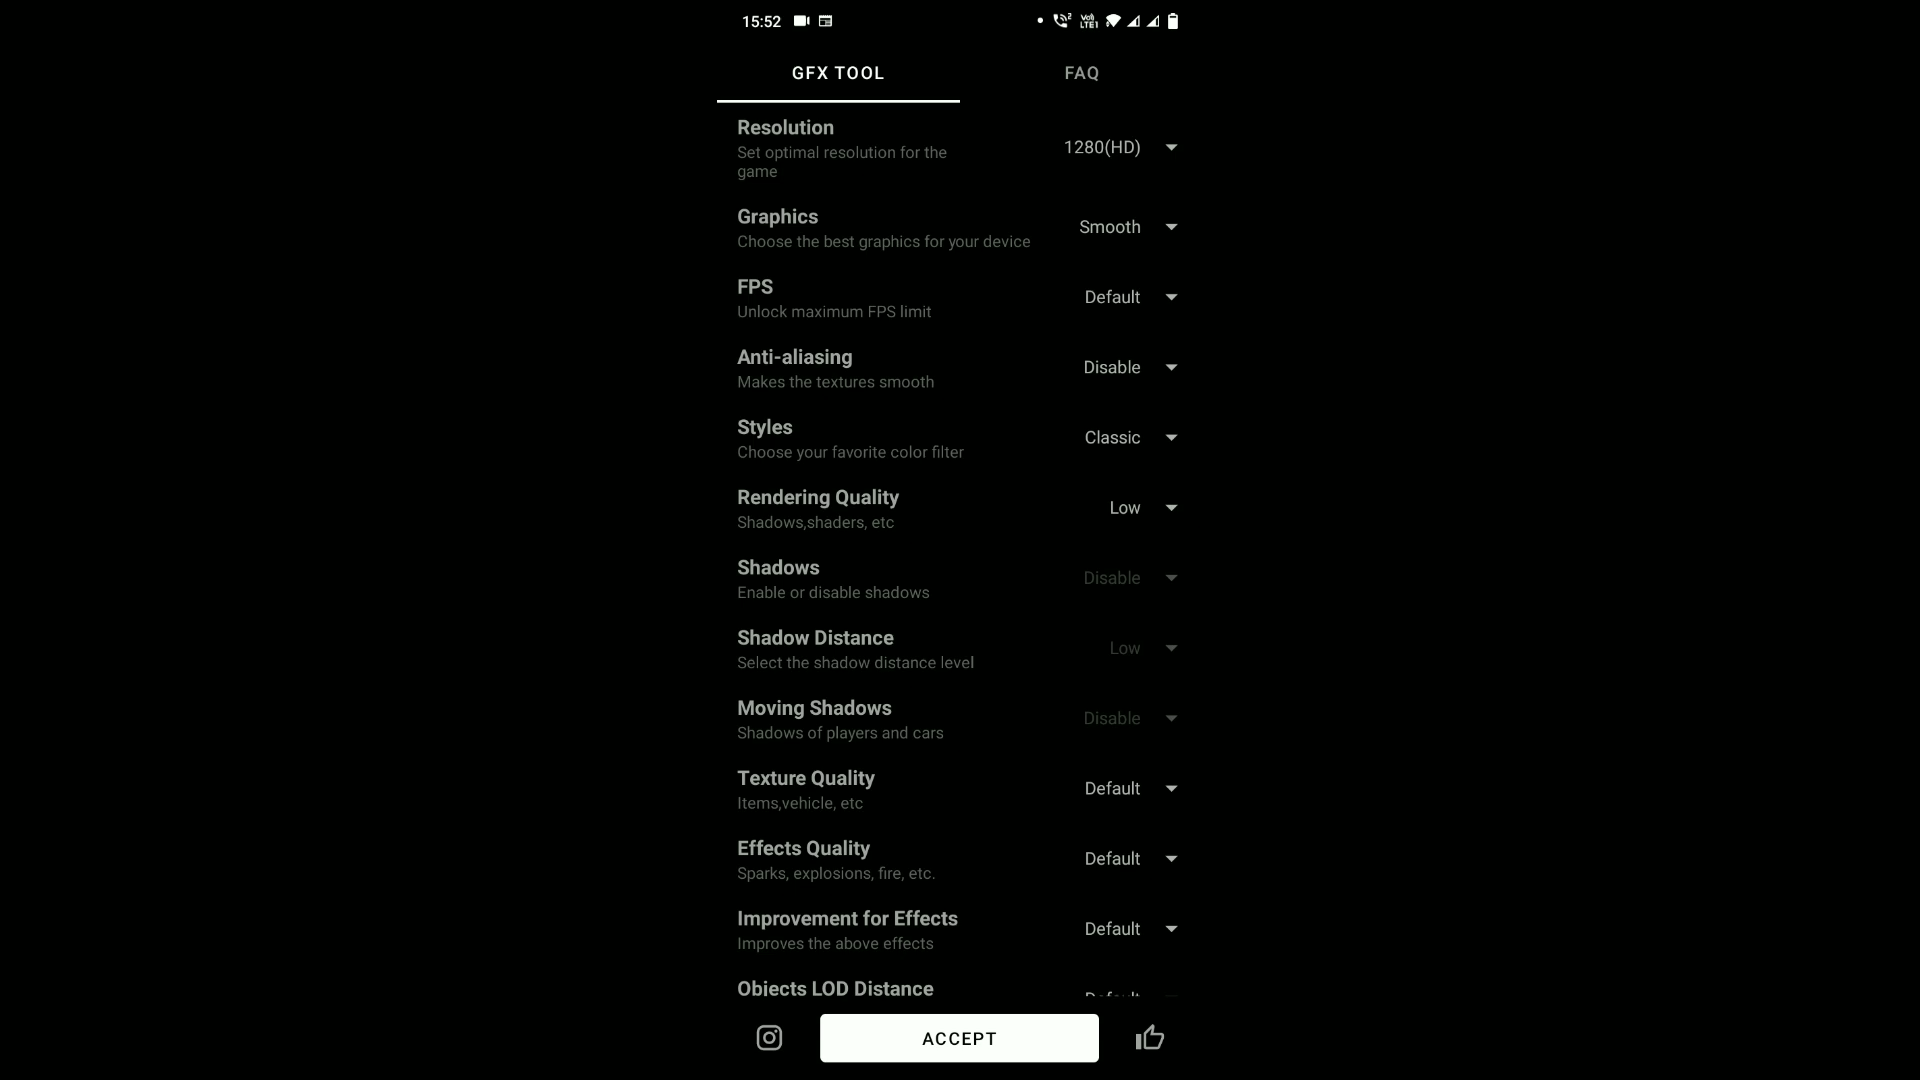 15:52
GFX TOOL
FAQ
Resolution
Set optimal resolution for the
game
1280(HD)
Graphics
Choose the best graphics for your device
Smooth
FPS
Unlock maximum FPS limit
Default
Anti-aliasing
Makes the textures smooth
Disable
Styles
Choose your favorite color filter
Classic
Rendering Quality
Shadows,shaders, etc
Low
Shadows
Enable or disable shadows
Disable
Shadow Distance
Select the shadow distance level
Low
Moving Shadows
Shadows of players and cars
Disable
Texture Quality
Items,vehicle, etc
Default
Effects Quality
Sparks, explosions, fire, etc.
Default
Improvement for Effects
Improves the above effects
Default
Objects LOD Distance
Default
ACCEPT